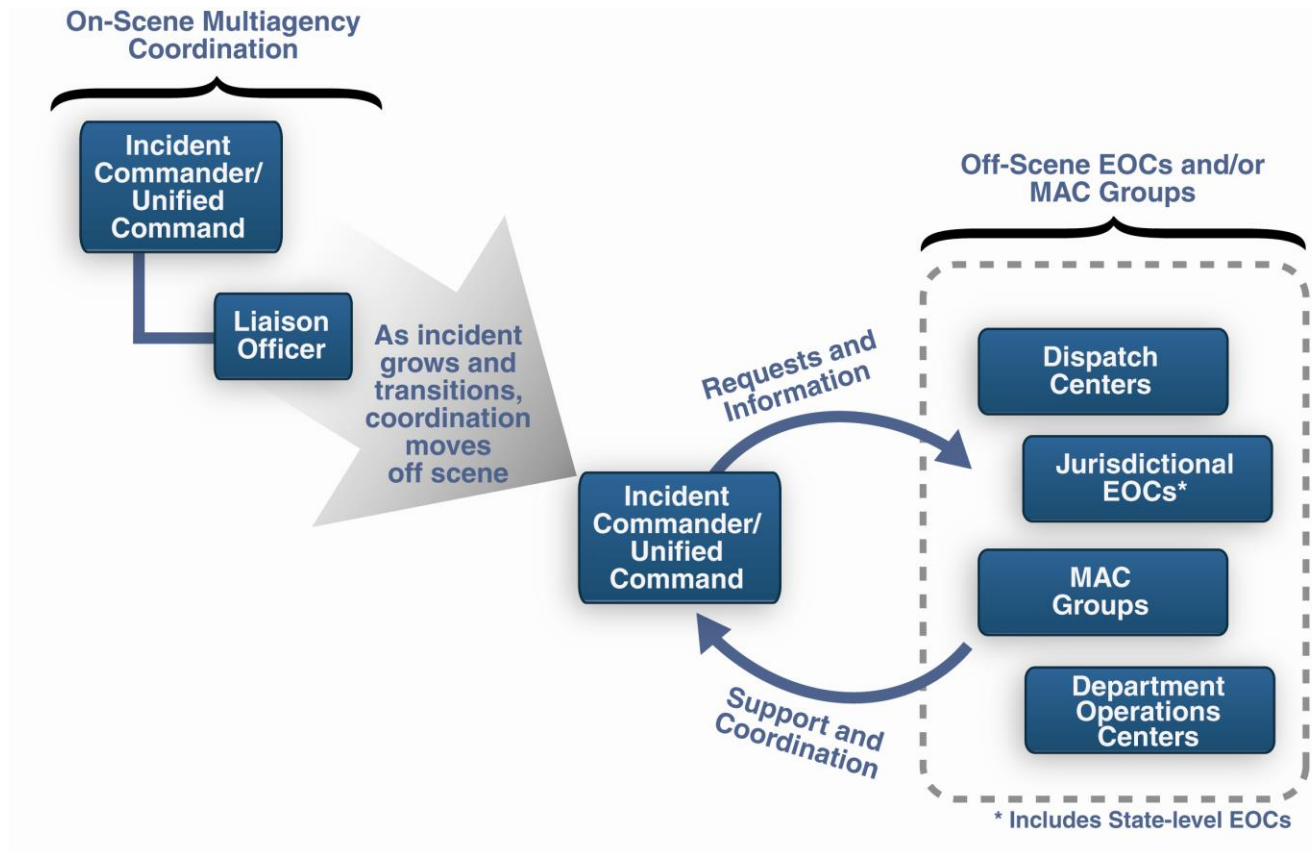 On-Scene Multiagency
Coordination
Incident
Commander/
Unified
Command
Liaison
Officer
As incident
grows and
transitions,
coordination
moves
off scene
Incident
Commander/
Unified
Command
Requests and
Information
Support and
Coordination
Off-Scene EOCs and/or
MAC Groups
Dispatch
Centers
Jurisdictional
EOCs*
MAC
Groups
Department
Operations
Centers
* Includes State-level EOCs